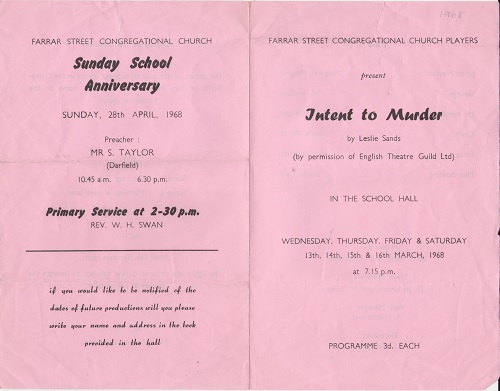 FARRAR STREET CONGREGATIONAL CHURCH
Sunday School
Anniversary
SUNDAY, 28th APRIL, 1968
Preacher :
MR S. TAYLOR
(Darfield)
10.45 a.m. 6.30 p.m.
Primary Service at 2-30 p.m.
REV. W. H. SWAN
if you would like to be notified of the
dates of future productions will you please
write your name and address in the book
provided in the hall
1968
FARRAR STREET CONGREGATIONAL CHURCH PLAYERS
present
Intent to Murder
by Leslie Sands
(by permission of English Theatre Guild Ltd)
IN THE SCHOOL HALL
WEDNESDAY, THURSDAY, FRIDAY & SATURDAY
13th, 14th, 15th & 16th MARCH, 1968
at 7.15 p.m.
PROGRAMME 3d. EACH